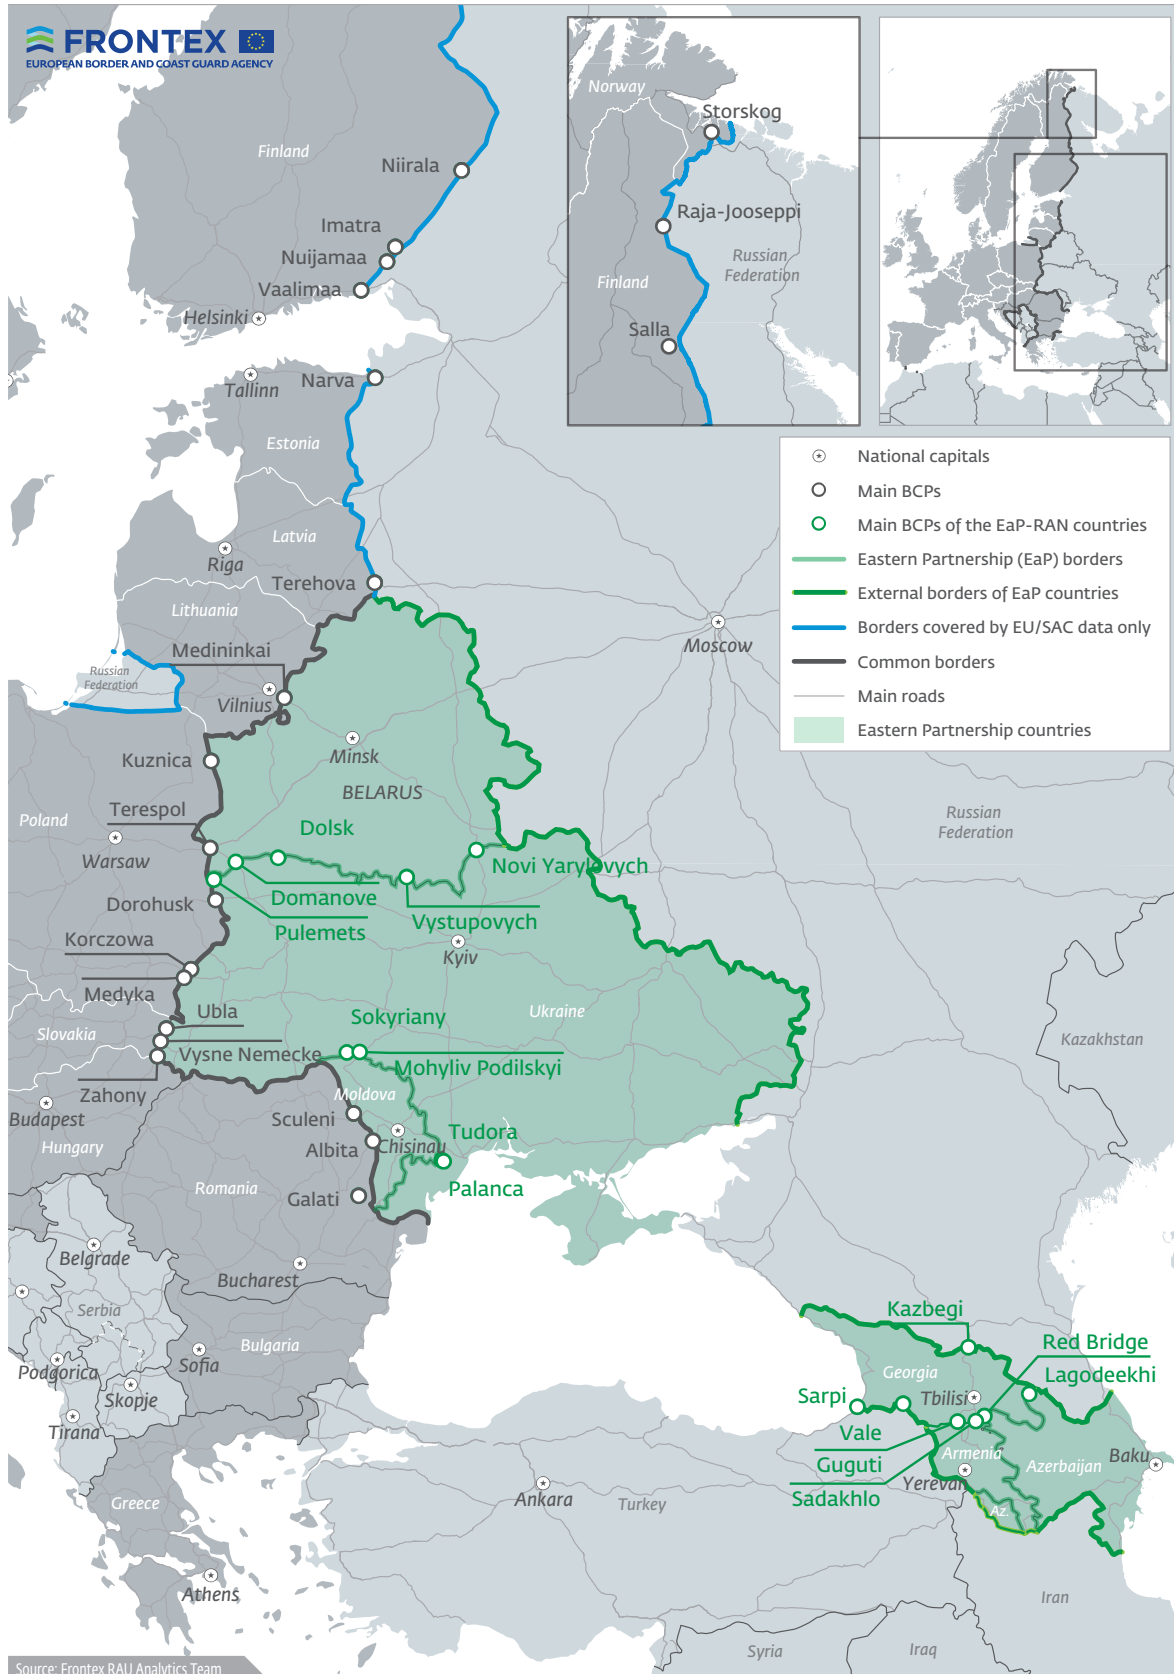 FRONTEX
EUROPEAN BORDER AND COAST GUARD AGENCY
Finland
Niirala
Imatra
Nuijamaa
Vaalimaa
Helsinki
Norway
Storskog
Raja-Jooseppi
Russian
Federation
Finland
Salla
National capitals
Main BCPs
Main BCPs of the EaP-RAN countries
Eastern Partnership (EaP) borders
External borders of EaP countries
Borders covered by EU/SAC data only
Common borders
Main roads
Eastern Partnership countries
Tallinn
Narva
Estonia
Latvia
Riga
Terehova
Lithuania
Medininkai
Russian
Federation
Vilnius
Moscow
Kuznica
Minsk
BELARUS
Terespol
Poland
Warsaw
Dolsk
Novi Yarylovych
Domanove
Vystupovych
Pulemets
Dorohusk
Kyiv
Korczowa
Medyka
Ubla
Slovakia
Vysne Nemecke
Zahony
Sokyriany
Mohyliv Podilskyi
Ukraine
Russian
Federation
Kazakhstan
Budapest
Hungary
Moldova
Sculeni
Albita
Chisinau
Tudora
Palanca
Galati
Romania
Belgrade
Bucharest
Serbia
Bulgaria
Podgorica
Sofia
Skopje
Tirana
Greece
Athens
Kazbegi
Red Bridge
Georgia
Lagodeekhi
Tbilisi
Sarpi
Vale
Guguti
Sadakhlo
Armenia
Yerevan
Azerbaijan
Baku
Az.
Ankara
Turkey
Iran
Syria
Iraq
Source: Frontex RAU Analytics Team